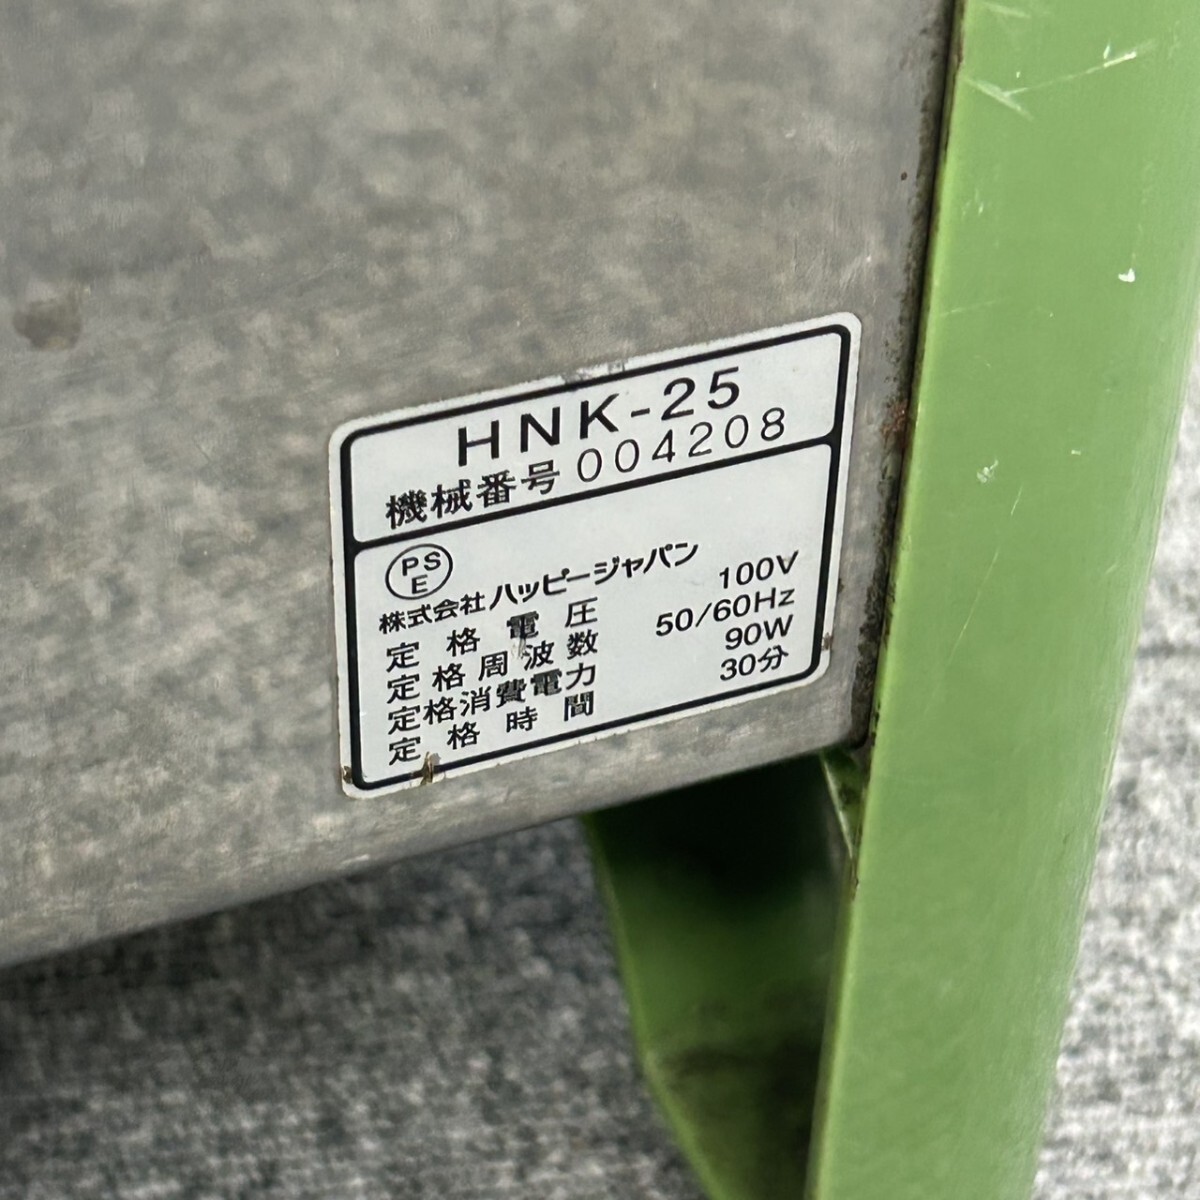 HNK-25
機械番号 004208
PS
E
株式会社 ハッピージャパン
定格電圧 100V
定格周波数 50/60Hz
定格消費電力 90W
定格時間 30分